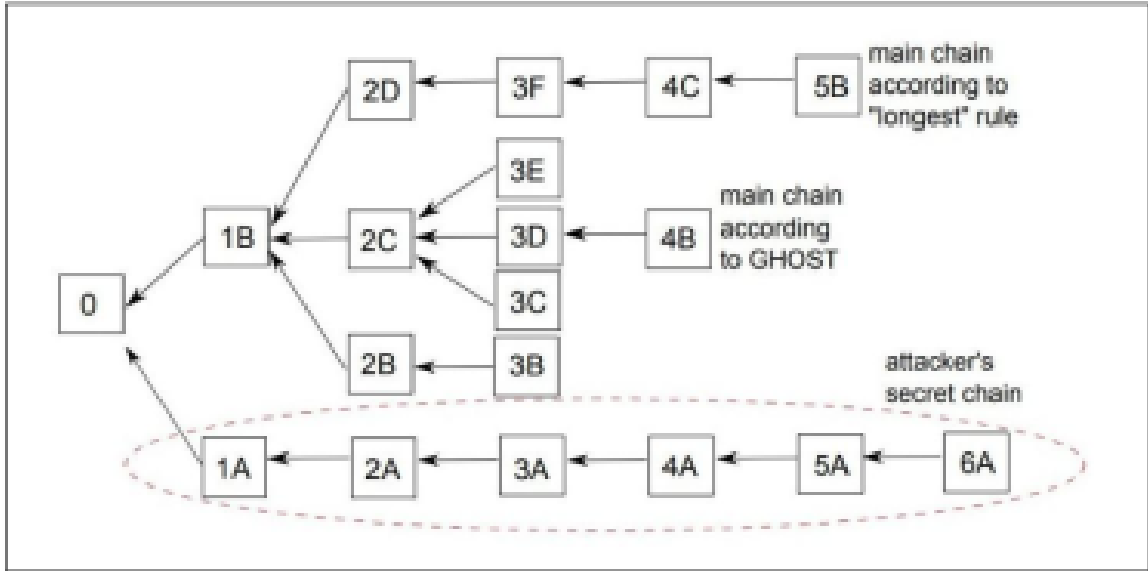 2D
3F
4C
5B
main chain
according to
"longest" rule
3E
1B
2C
3D
4B
main chain
according
to GHOST
0
3C
2B
3B
attacker's
secret chain
1A
2A
3A
4A
5A
6A